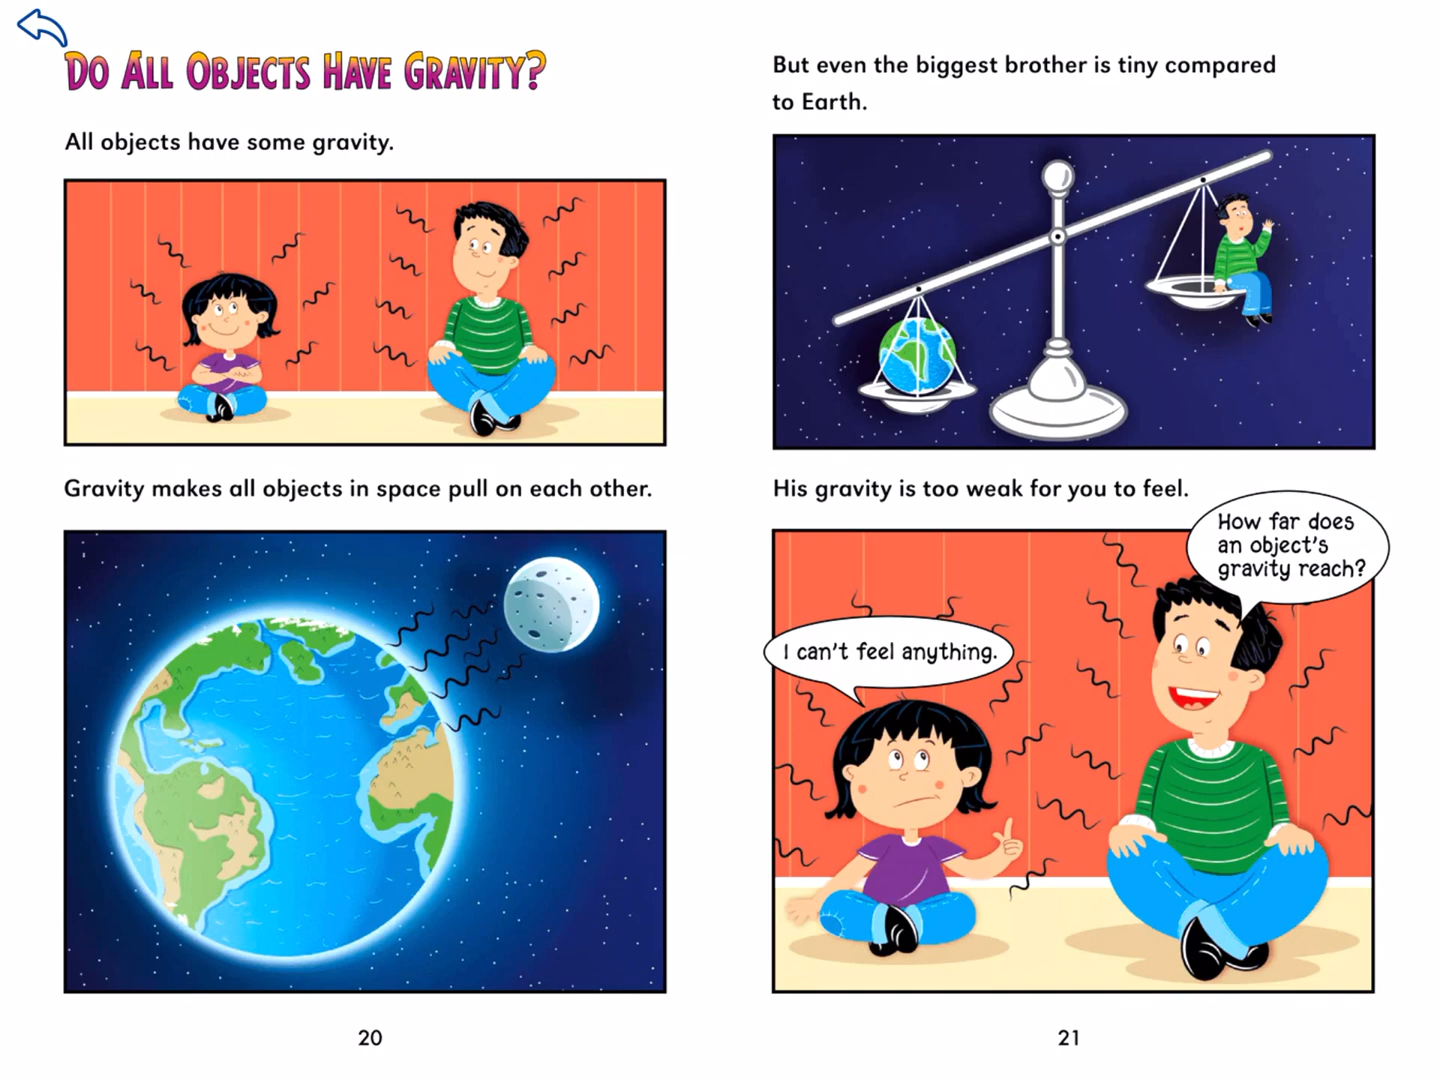 DO ALL OBJECTS HAVE GRAVITY?
All objects have some gravity.
Gravity makes all objects in space pull on each other.
20
But even the biggest brother is tiny compared
to Earth.
His gravity is too weak for you to feel.
How far does
an object's
gravity reach?
I can't feel anything.
21